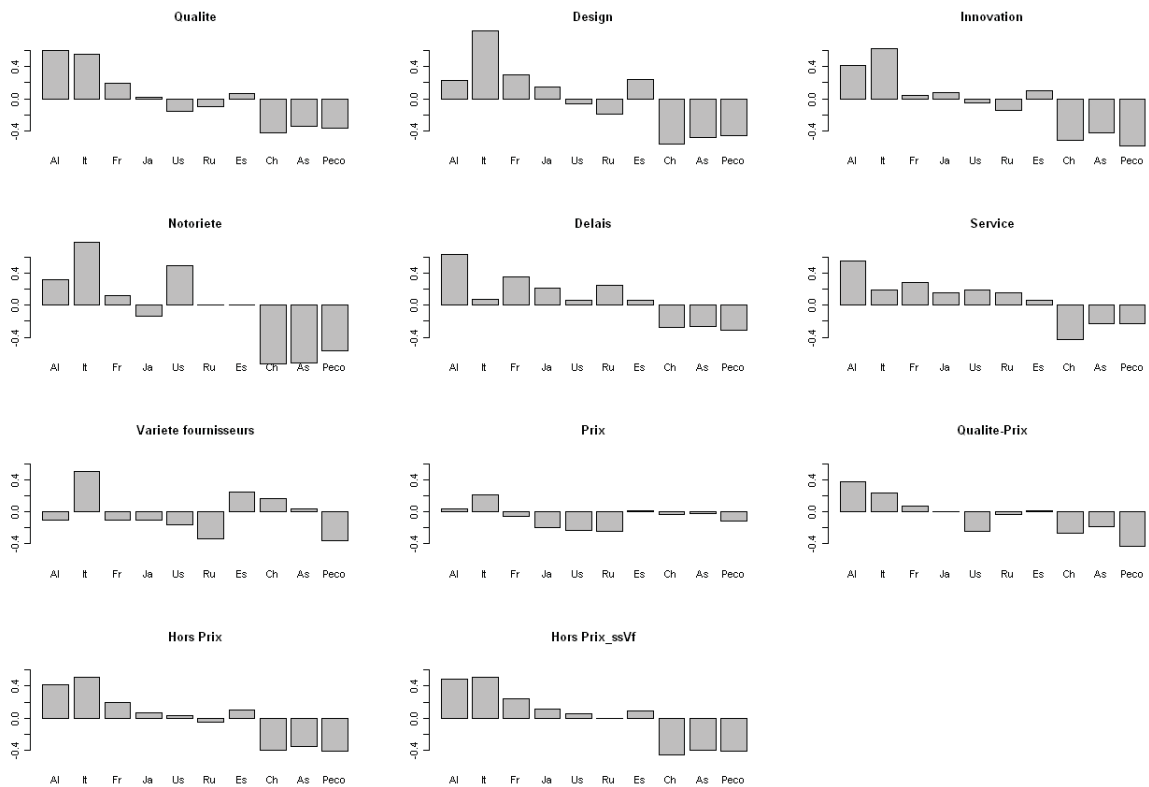 Qualite
0.4
0.0
-0.4
Al It Fr Ja Us Ru Es Ch As Peco
Design
0.4
0.0
-0.4
Al It Fr Ja Us Ru Es Ch As Peco
Innovation
0.4
0.0
-0.4
Al It Fr Ja Us Ru Es Ch As Peco
Notoriete
0.4
0.0
-0.4
Al It Fr Ja Us Ru Es Ch As Peco
Delais
0.4
0.0
-0.4
Al It Fr Ja Us Ru Es Ch As Peco
Service
0.4
0.0
-0.4
Al It Fr Ja Us Ru Es Ch As Peco
Variete fournisseurs
0.4
0.0
-0.4
Al It Fr Ja Us Ru Es Ch As Peco
Prix
0.4
0.0
-0.4
Al It Fr Ja Us Ru Es Ch As Peco
Qualite-Prix
0.4
0.0
-0.4
Al It Fr Ja Us Ru Es Ch As Peco
Hors Prix
0.4
0.0
-0.4
Al It Fr Ja Us Ru Es Ch As Peco
Hors Prix_ssVf
0.4
0.0
-0.4
Al It Fr Ja Us Ru Es Ch As Peco